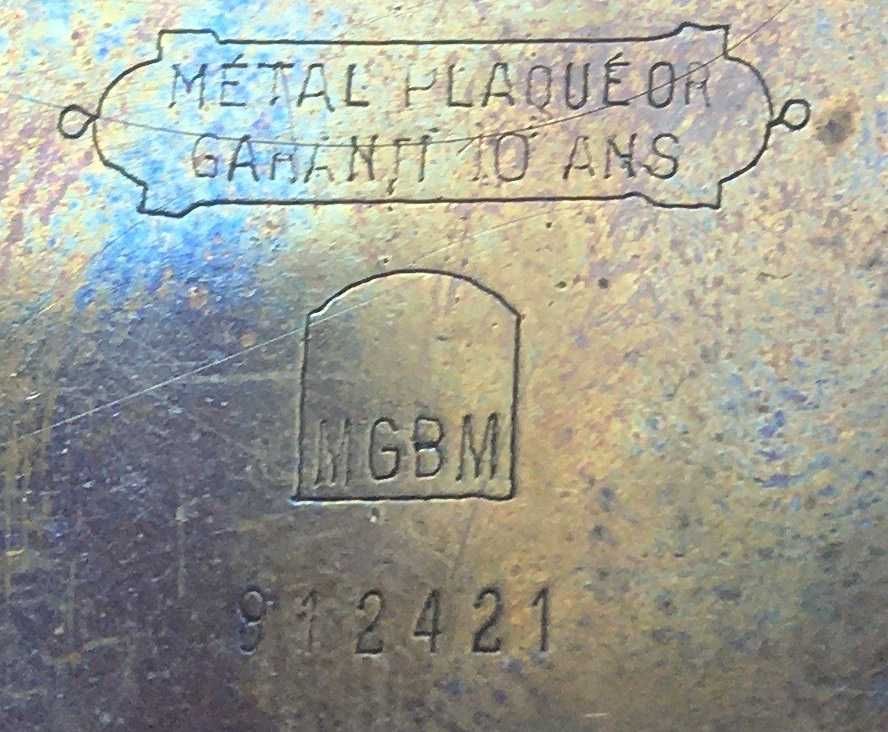 MÉTAL PLAQUÉ OR
GARANTI 10 ANS
MGBM
912421